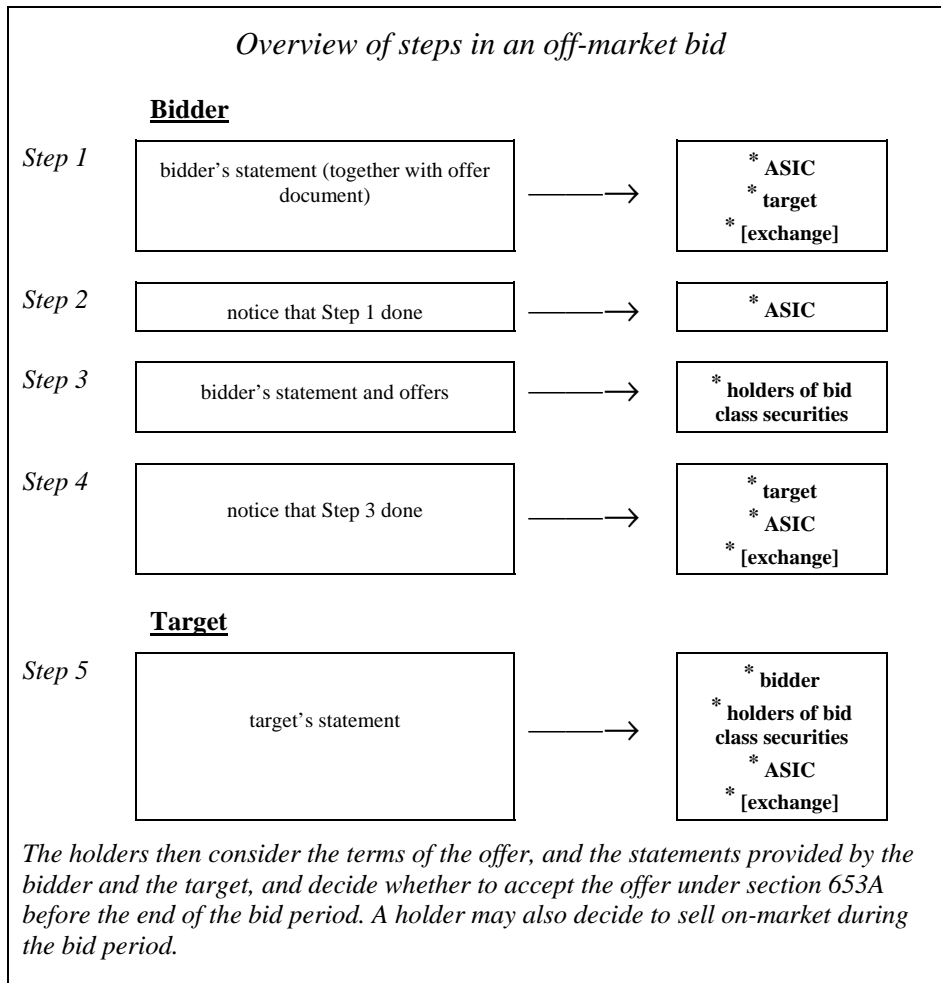 Overview of steps in an off-market bid
Bidder
Step 1
bidder’s statement (together with offer
document)
* ASIC
* target
* [exchange]
Step 2
notice that Step 1 done
* ASIC
Step 3
bidder’s statement and offers
* holders of bid
class securities
Step 4
notice that Step 3 done
* target
* ASIC
* [exchange]
Target
Step 5
target’s statement
* bidder
* holders of bid
class securities
* ASIC
* [exchange]
The holders then consider the terms of the offer, and the statements provided by the
bidder and the target, and decide whether to accept the offer under section 653A
before the end of the bid period. A holder may also decide to sell on-market during
the bid period.